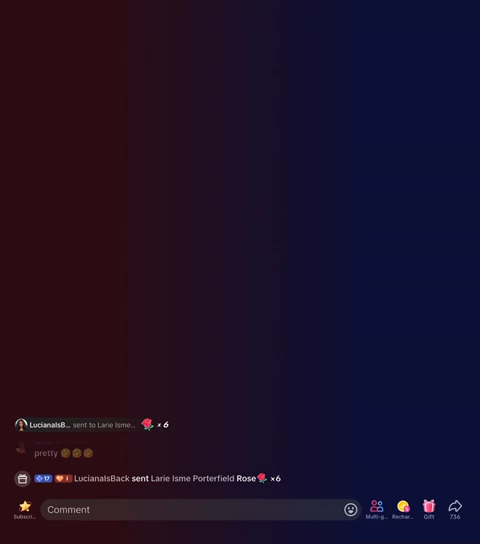 LucianaIsB... sent to Larie Isme... × 6
pretty
17 I LucianaIsBack sent Larie Isme Porterfield Rose ×6
Subscri... Comment Multi-g... Rechar... Gift 736